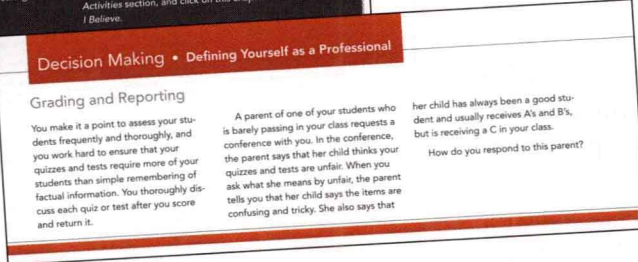 Activities section, and click on
I Believe.
Decision Making • Defining Yourself as a Professional
Grading and Reporting
You make it a point to assess your stu-
dents frequently and thoroughly, and
you work hard to ensure that your
quizzes and tests require more of your
students than simple remembering of
factual information. You thoroughly dis-
cuss each quiz or test after you score
and return it.
A parent of one of your students who
is barely passing in your class requests a
conference with you. In the conference,
the parent says that her child thinks your
quizzes and tests are unfair. When you
ask what she means by unfair, the parent
tells you that her child says the items are
confusing and tricky. She also says that
her child has always been a good stu-
dent and usually receives A's and B's,
but is receiving a C in your class.
How do you respond to this parent?